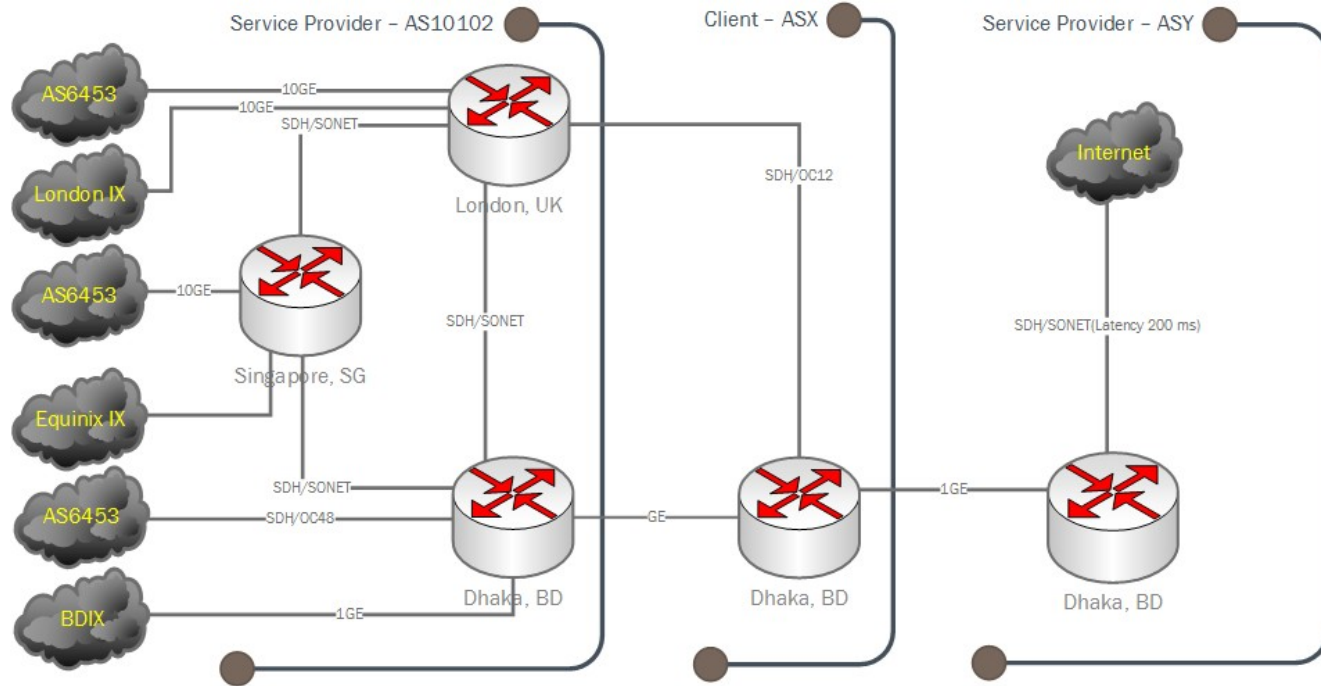 Service Provider – AS10102
Client – ASX
Service Provider – ASY
AS6453
10GE
10GE
SDH/SONET
London IX
London, UK
SDH/OC12
Internet
AS6453
10GE
Singapore, SG
SDH/SONET
SDH/SONET(Latency 200 ms)
Equinix IX
SDH/SONET
AS6453
SDH/OC48
GE
1GE
Dhaka, BD
Dhaka, BD
Dhaka, BD
BDIX
1GE